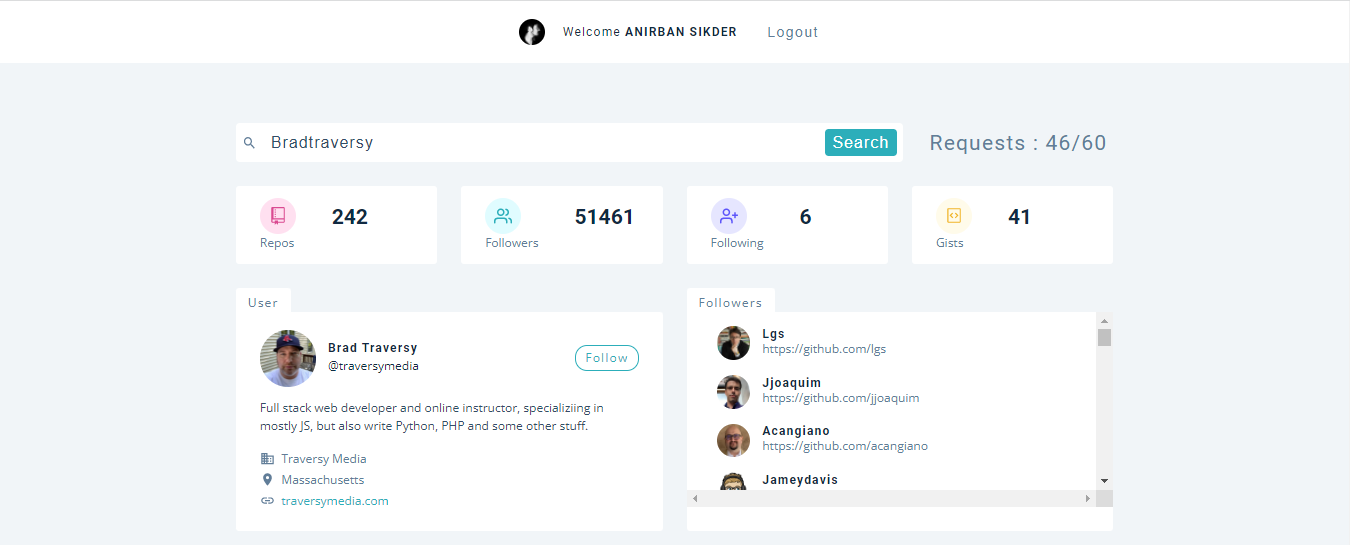 Welcome ANIRBAN SIKDER Logout
Bradtraversy Search Requests : 46/60
242 51461 6 41
Repos Followers Following Gists
User
Brad Traversy
@traversymedia
Follow
Full stack web developer and online instructor, specializiing in
mostly JS, but also write Python, PHP and some other stuff.
Traversy Media
Massachusetts
traversymedia.com
Followers
Lgs
https://github.com/lgs
Jjoaquim
https://github.com/jjoaquim
Acangiano
https://github.com/acangiano
Jameydavis